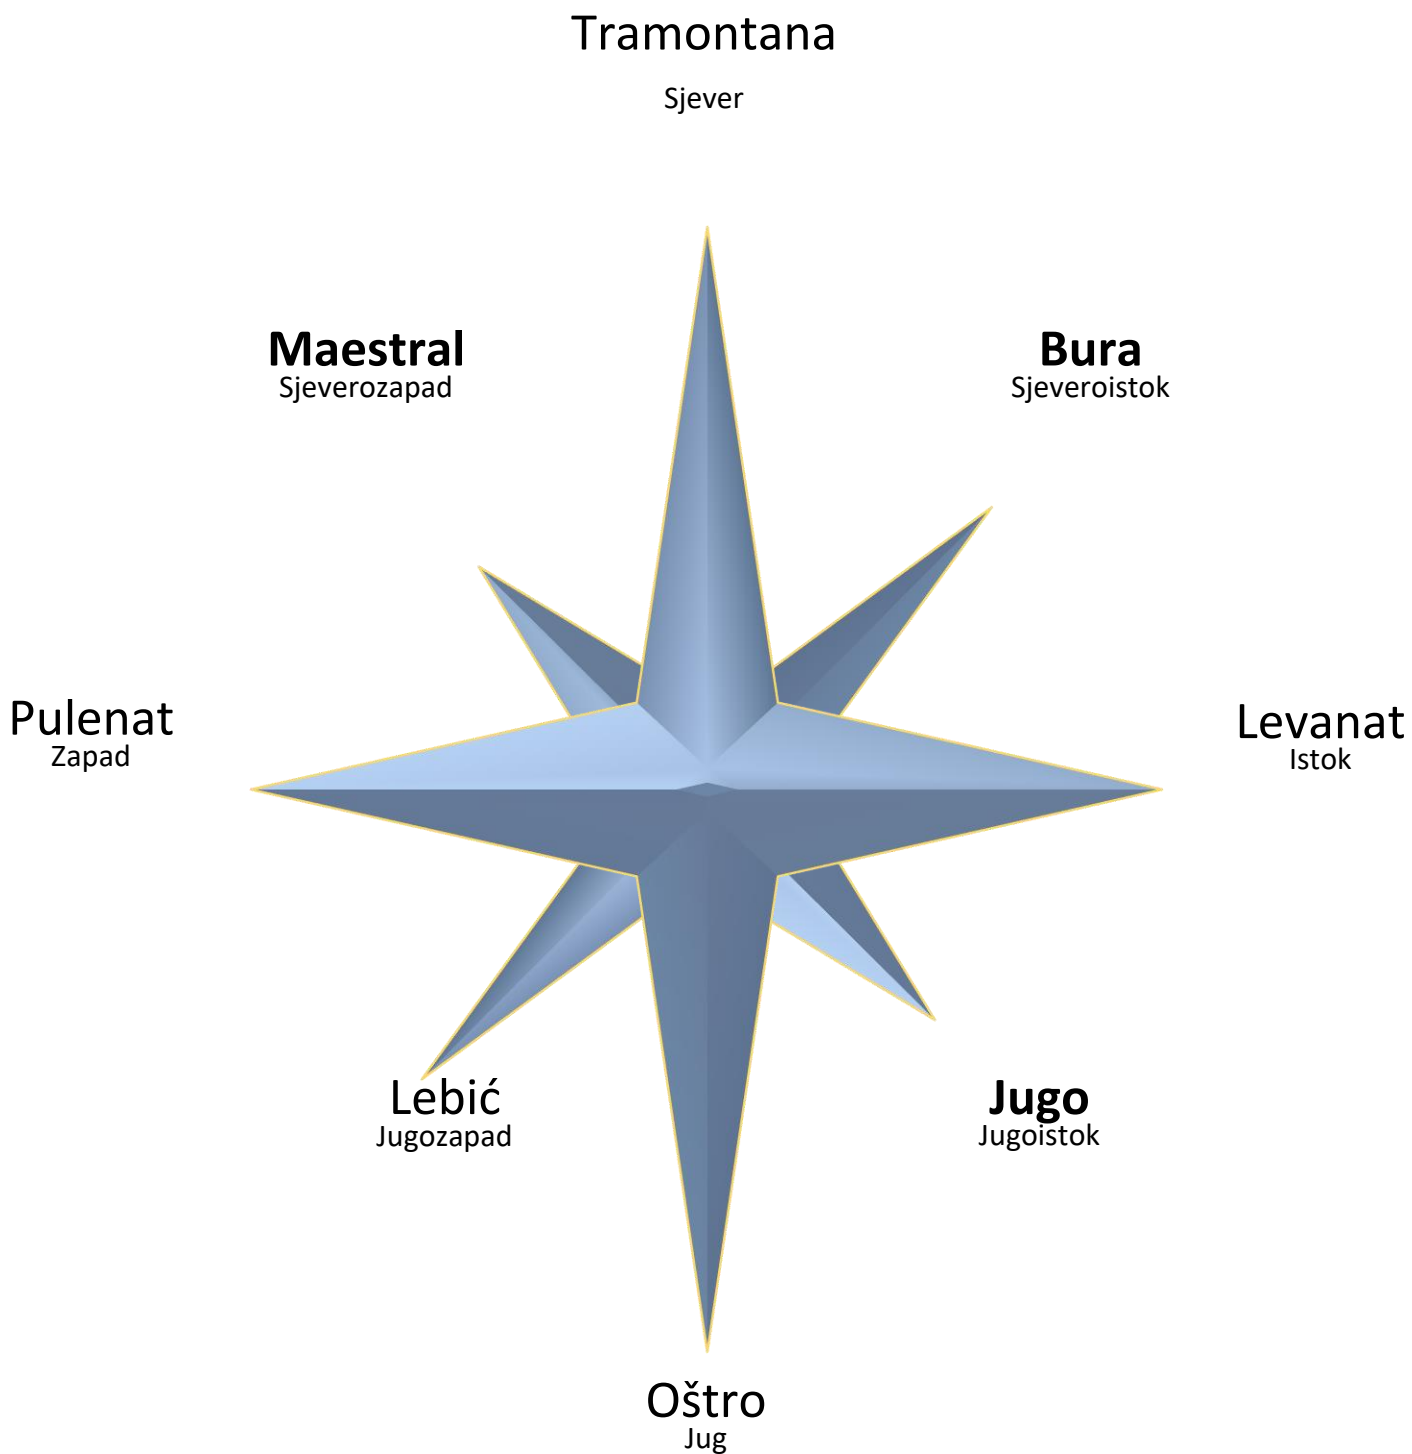 Tramontana
Sjever
Maestral
Sjeverozapad
Bura
Sjeveroistok
Pulenat
Zapad
Levanat
Istok
Lebić
Jugozapad
Jugo
Jugoistok
Oštro
Jug